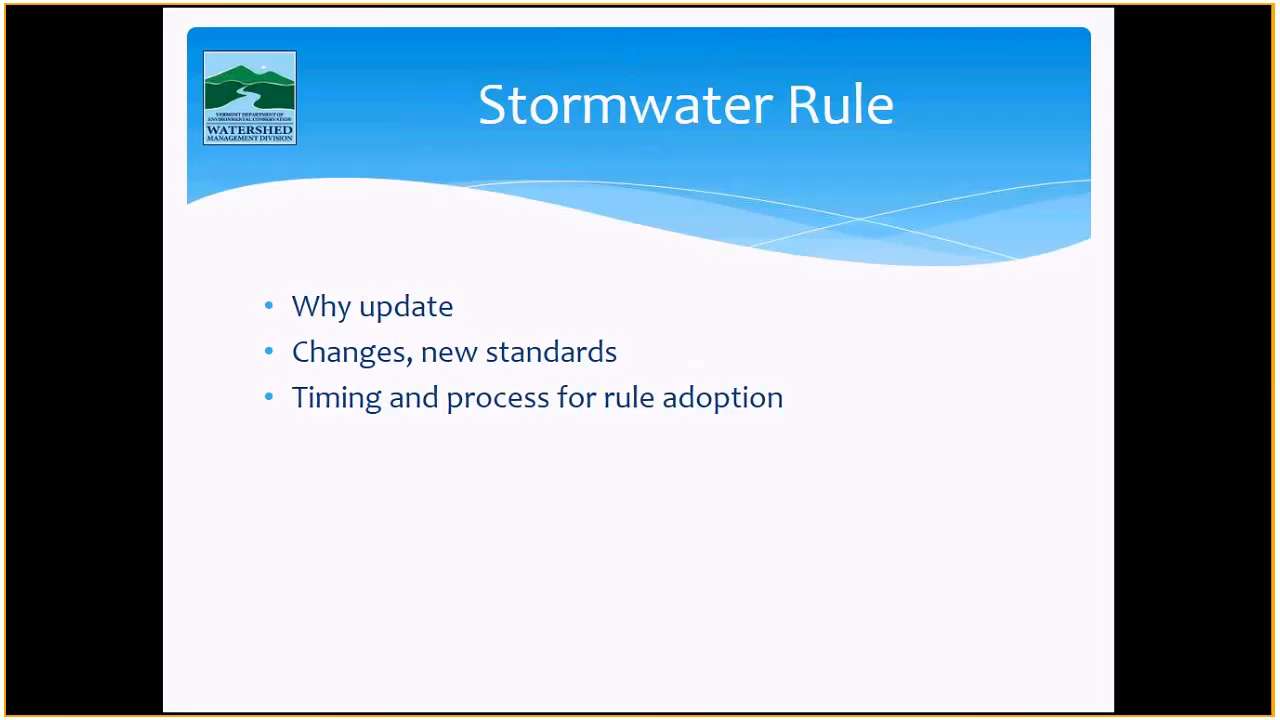 Stormwater Rule
VERMONT DEPARTMENT OF
ENVIRONMENTAL CONSERVATION
WATERSHED
MANAGEMENT DIVISION
• Why update
• Changes, new standards
• Timing and process for rule adoption